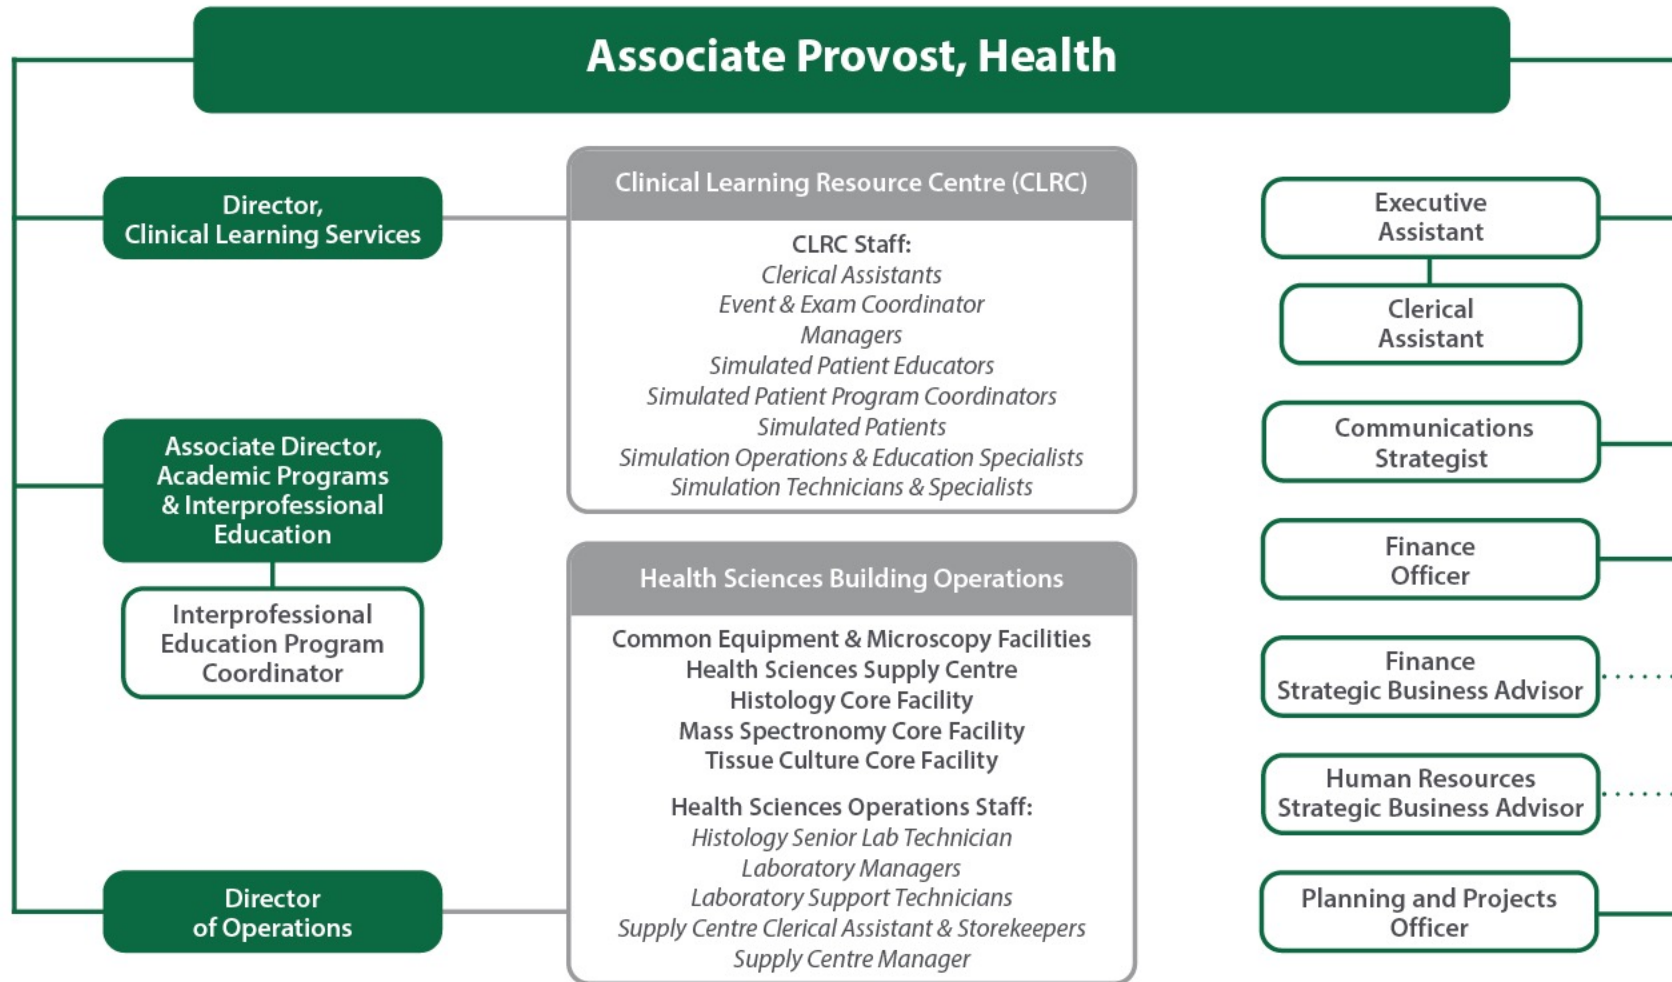 Associate Provost, Health
Director,
Clinical Learning Services
Associate Director,
Academic Programs
& Interprofessional
Education
Interprofessional
Education Program
Coordinator
Director
of Operations
Clinical Learning Resource Centre (CLRC)
CLRC Staff:
Clerical Assistants
Event & Exam Coordinator
Managers
Simulated Patient Educators
Simulated Patient Program Coordinators
Simulated Patients
Simulation Operations & Education Specialists
Simulation Technicians & Specialists
Health Sciences Building Operations
Common Equipment & Microscopy Facilities
Health Sciences Supply Centre
Histology Core Facility
Mass Spectronomy Core Facility
Tissue Culture Core Facility
Health Sciences Operations Staff:
Histology Senior Lab Technician
Laboratory Managers
Laboratory Support Technicians
Supply Centre Clerical Assistant & Storekeepers
Supply Centre Manager
Executive
Assistant
Clerical
Assistant
Communications
Strategist
Finance
Officer
Finance
Strategic Business Advisor
Human Resources
Strategic Business Advisor
Planning and Projects
Officer